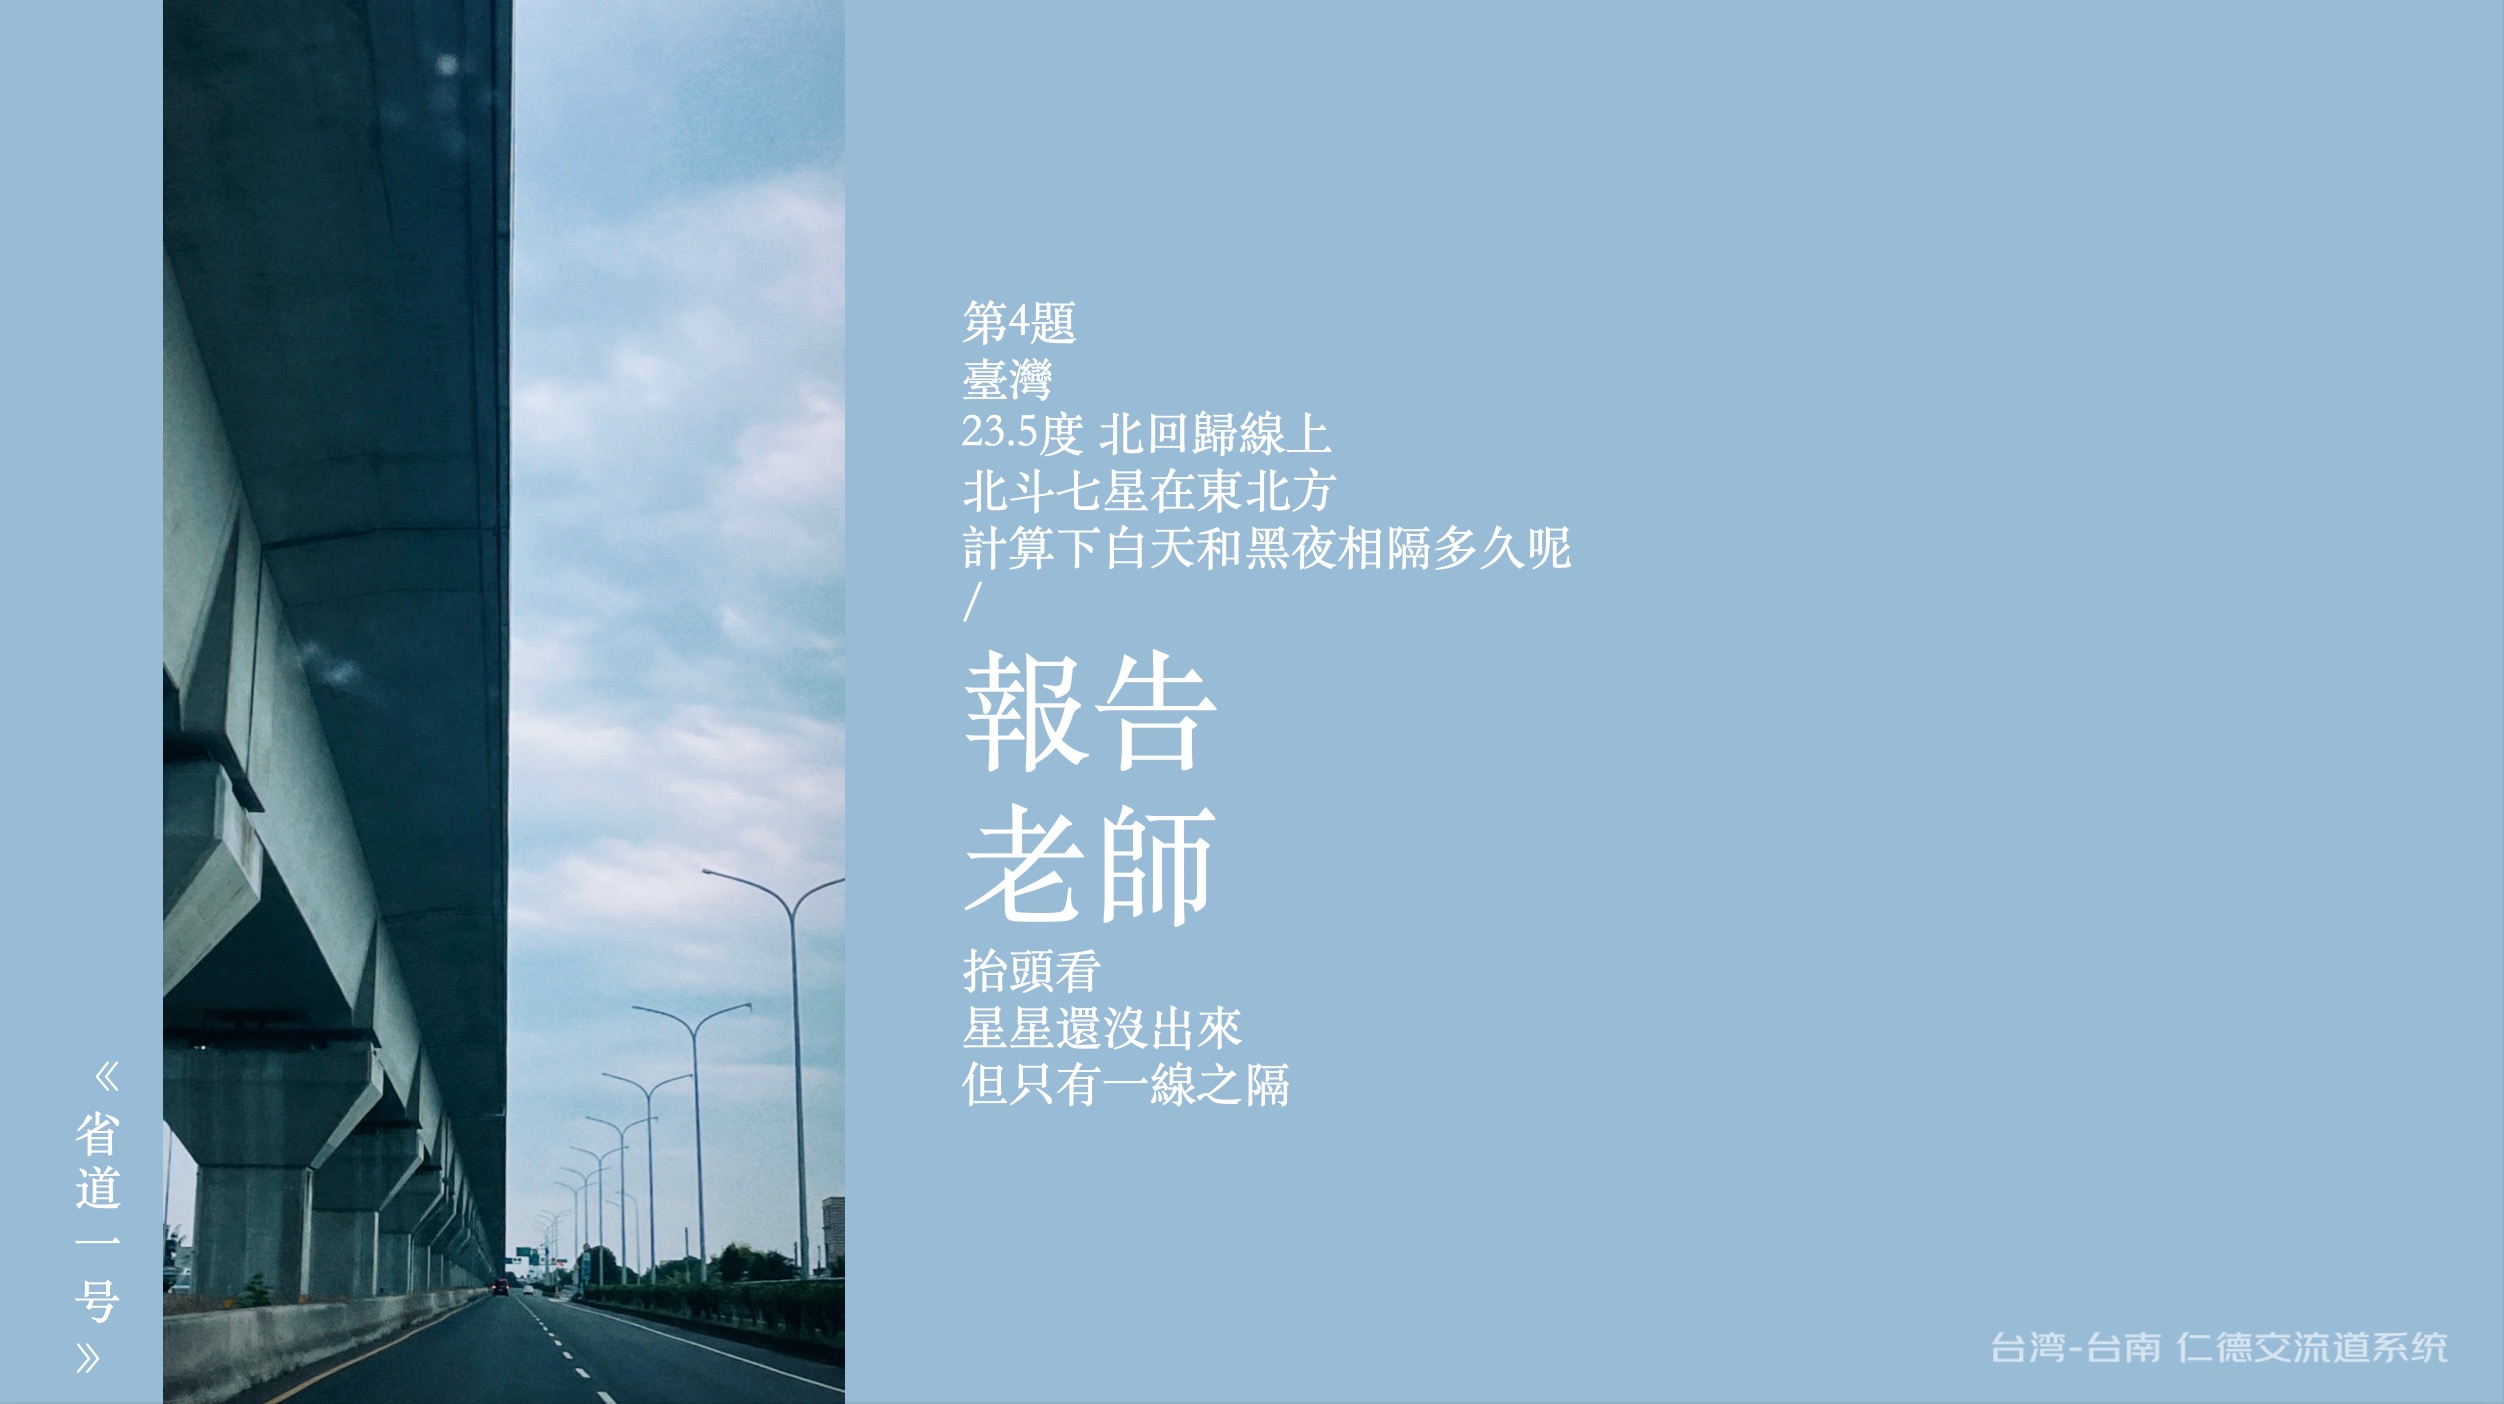 《省道一号》
第4題
臺灣
23.5度 北回歸線上
北斗七星在東北方
計算下白天和黑夜相隔多久呢
/
報告
老師
抬頭看
星星還沒出來
但只有一線之隔
台湾-台南 仁德交流道系统